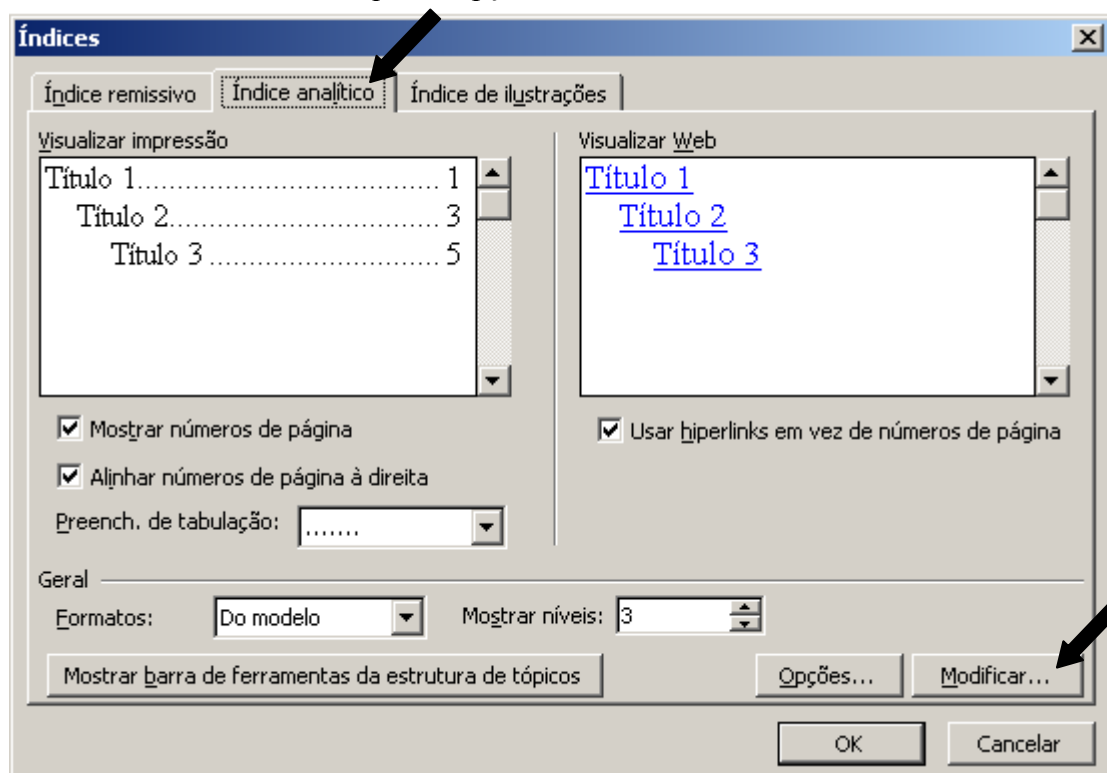 Índices
Índice remissivo Índice analítico Índice de ilustrações
Visualizar impressão
Título 1....................................... 1
Título 2.................................. 3
Título 3 ............................. 5
Mostrar números de página
Alinhar números de página à direita
Preench. de tabulação: .......
Visualizar Web
Título 1
Título 2
Título 3
Usar hiperlinks em vez de números de página
Geral
Formatos: Do modelo Mostrar níveis: 3
Mostrar barra de ferramentas da estrutura de tópicos Opções... Modificar...
OK Cancelar